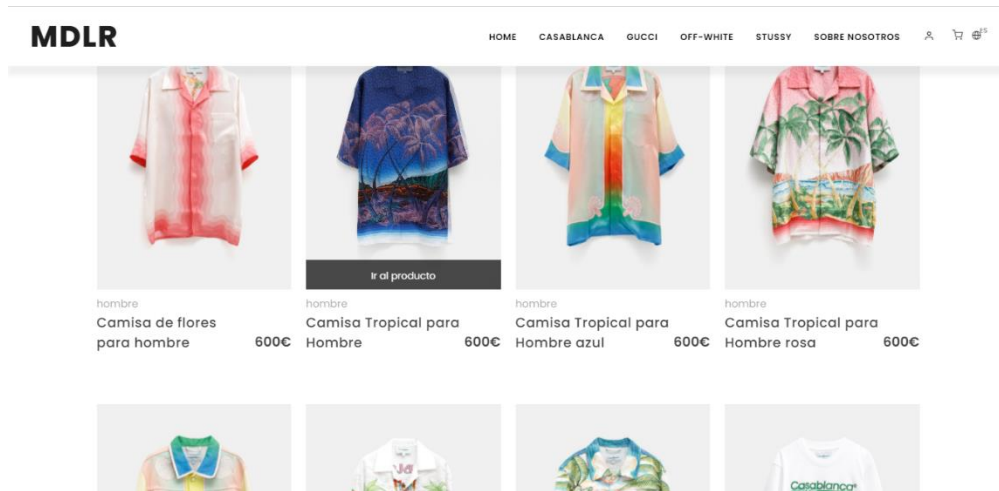 MDLR
HOME CASABLANCA GUCCI OFF-WHITE STUSSY SOBRE NOSOTROS ES
Ir al producto
hombre
Camisa de flores
para hombre 600€
hombre
Camisa Tropical para
Hombre 600€
hombre
Camisa Tropical para
Hombre azul 600€
hombre
Camisa Tropical para
Hombre rosa 600€
Casablanca